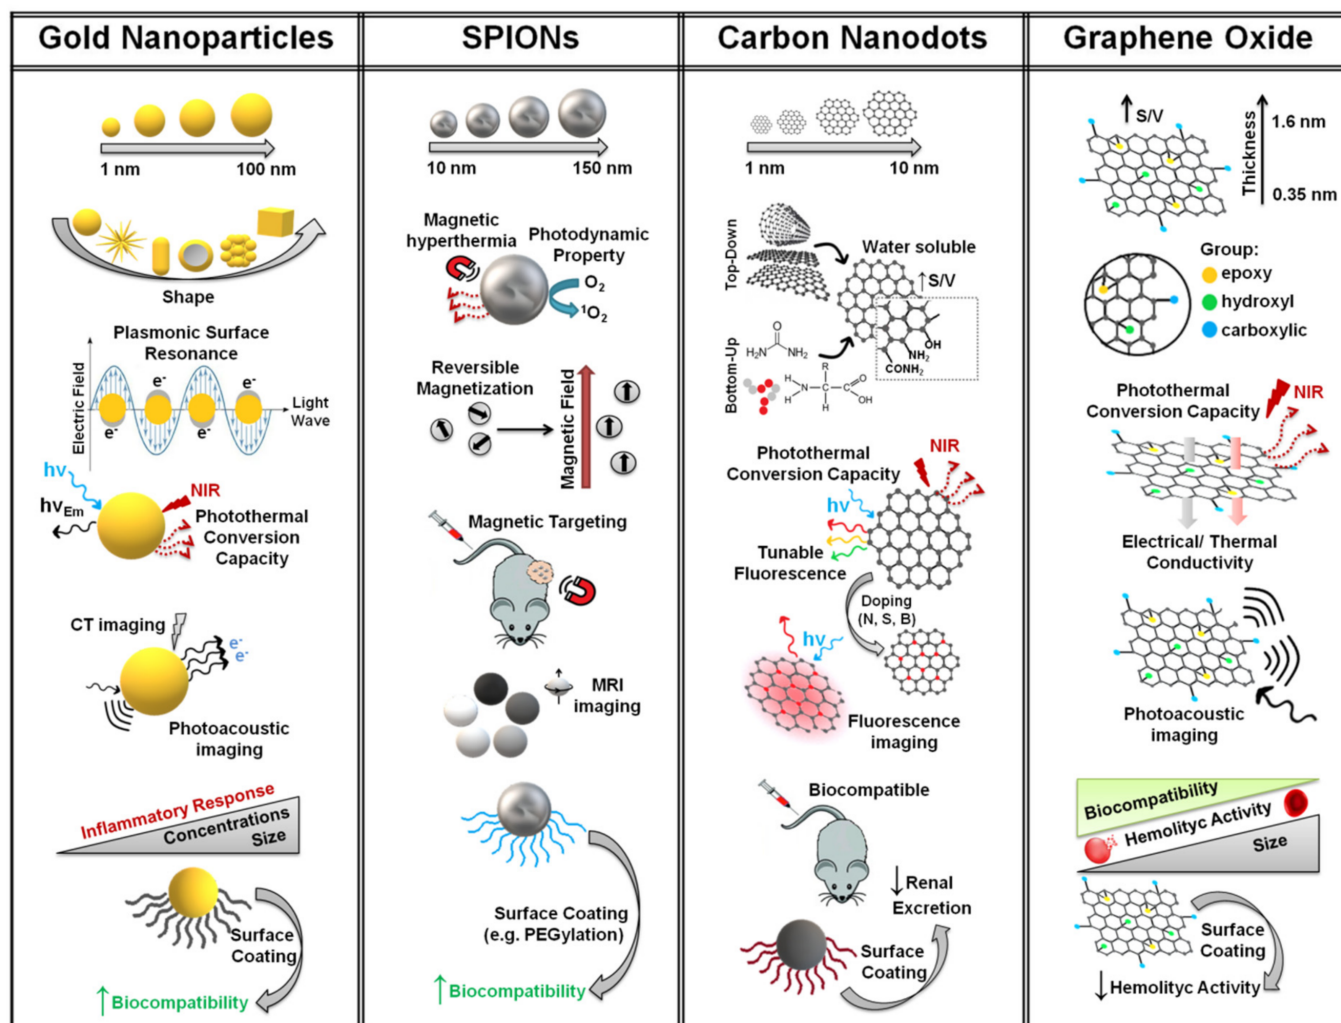 Gold Nanoparticles
1 nm
100 nm
Shape
Plasmonic Surface
Resonance
Electric Field
e-
e-
e-
e-
Light
Wave
hν
hνEm
NIR
Photothermal
Conversion
Capacity
CT imaging
e-
e-
Photoacoustic
imaging
Inflammatory Response
Concentrations
Size
Surface
Coating
↑Biocompatibility
SPIONs
10 nm
150 nm
Magnetic
hyperthermia
Photodynamic
Property
O2
1O2
Reversible
Magnetization
Magnetic Field
Magnetic Targeting
MRI
imaging
Surface Coating
(e.g. PEGylation)
↑Biocompatibility
Carbon Nanodots
1 nm
10 nm
Top-Down
Water soluble
↑S/V
OH
NH2
CONH2
Bottom-Up
O
H2N
NH2
R
O
H
N
C
H
H
OH
Photothermal
Conversion Capacity
NIR
hν
Tunable
Fluorescence
Doping
(N, S, B)
hν
Fluorescence
imaging
Biocompatible
↓Renal
Excretion
Surface
Coating
Graphene Oxide
↑S/V
Thickness
1.6 nm
0.35 nm
Group:
epoxy
hydroxyl
carboxylic
Photothermal
Conversion Capacity
NIR
Electrical/ Thermal
Conductivity
Photoacoustic
imaging
Biocompatibility
Hemolityc Activity
Size
Surface
Coating
↓Hemolityc Activity